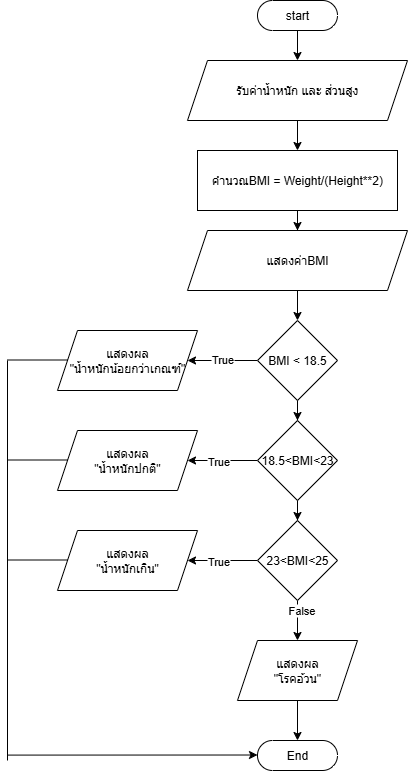 start
รับค่าน้ำหนัก และ ส่วนสูง
คำนวณBMI = Weight/(Height**2)
แสดงค่าBMI
BMI < 18.5
True
แสดงผล
"น้ำหนักน้อยกว่าเกณฑ์"
18.5<BMI<23
True
แสดงผล
"น้ำหนักปกติ"
23<BMI<25
True
แสดงผล
"น้ำหนักเกิน"
False
แสดงผล
"โรคอ้วน"
End